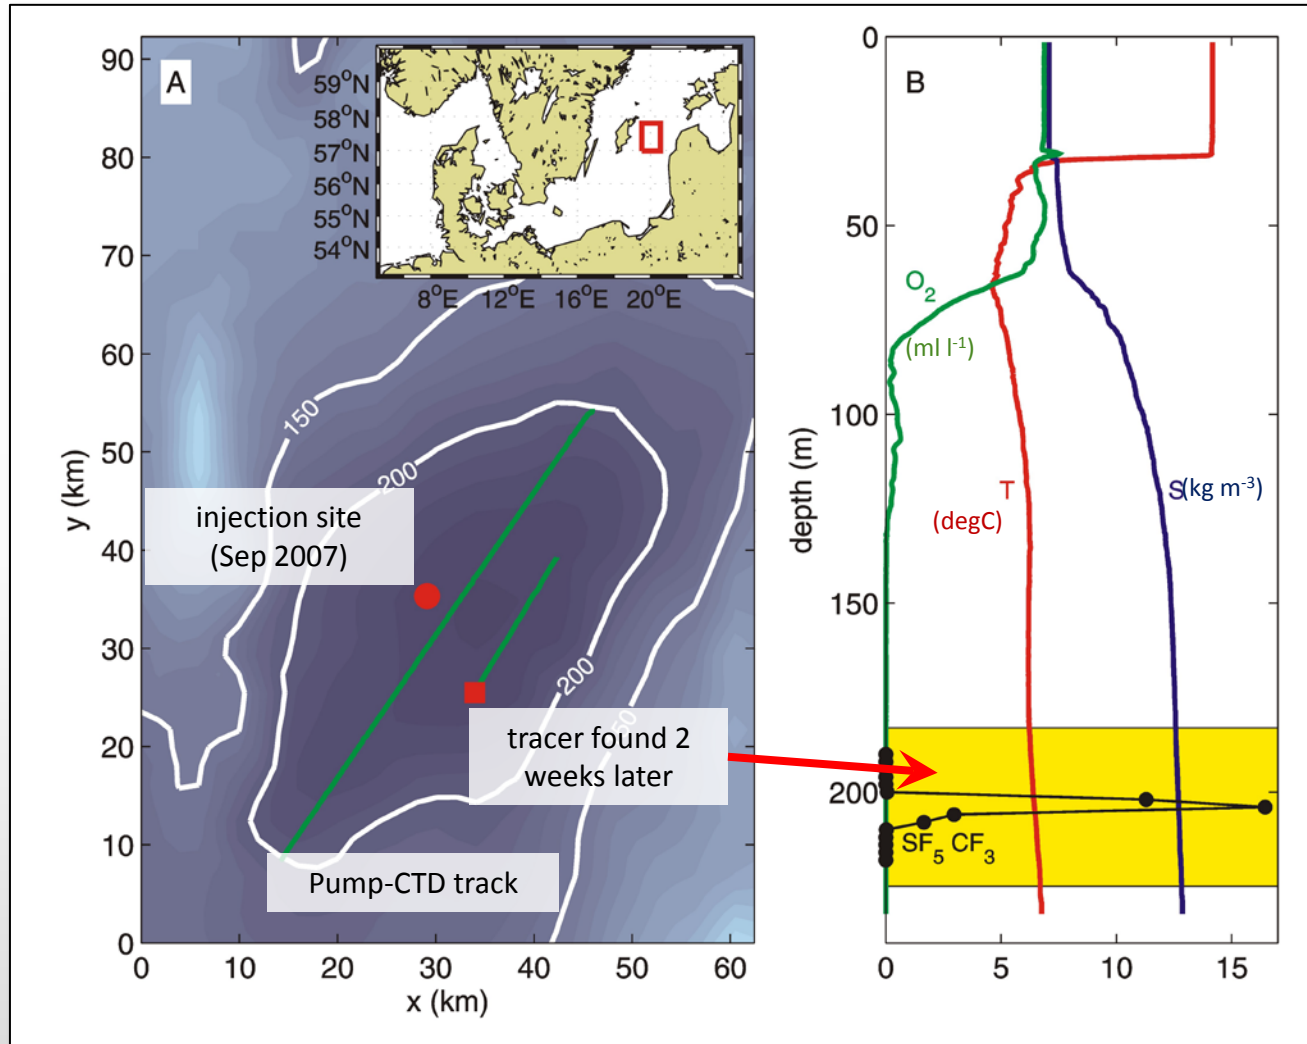 A
90
80
70
60
50
40
30
20
10
0
y (km)
0 10 20 30 40 50 60
x (km)
59°N
58°N
57°N
56°N
55°N
54°N
8°E 12°E 16°E 20°E
150
200
200
50
injection site
(Sep 2007)
tracer found 2
weeks later
Pump-CTD track
B
0
50
100
150
200
depth (m)
0 5 10 15
O₂
(ml l⁻¹)
T
(degC)
S(kg m⁻³)
SF₅ CF₃